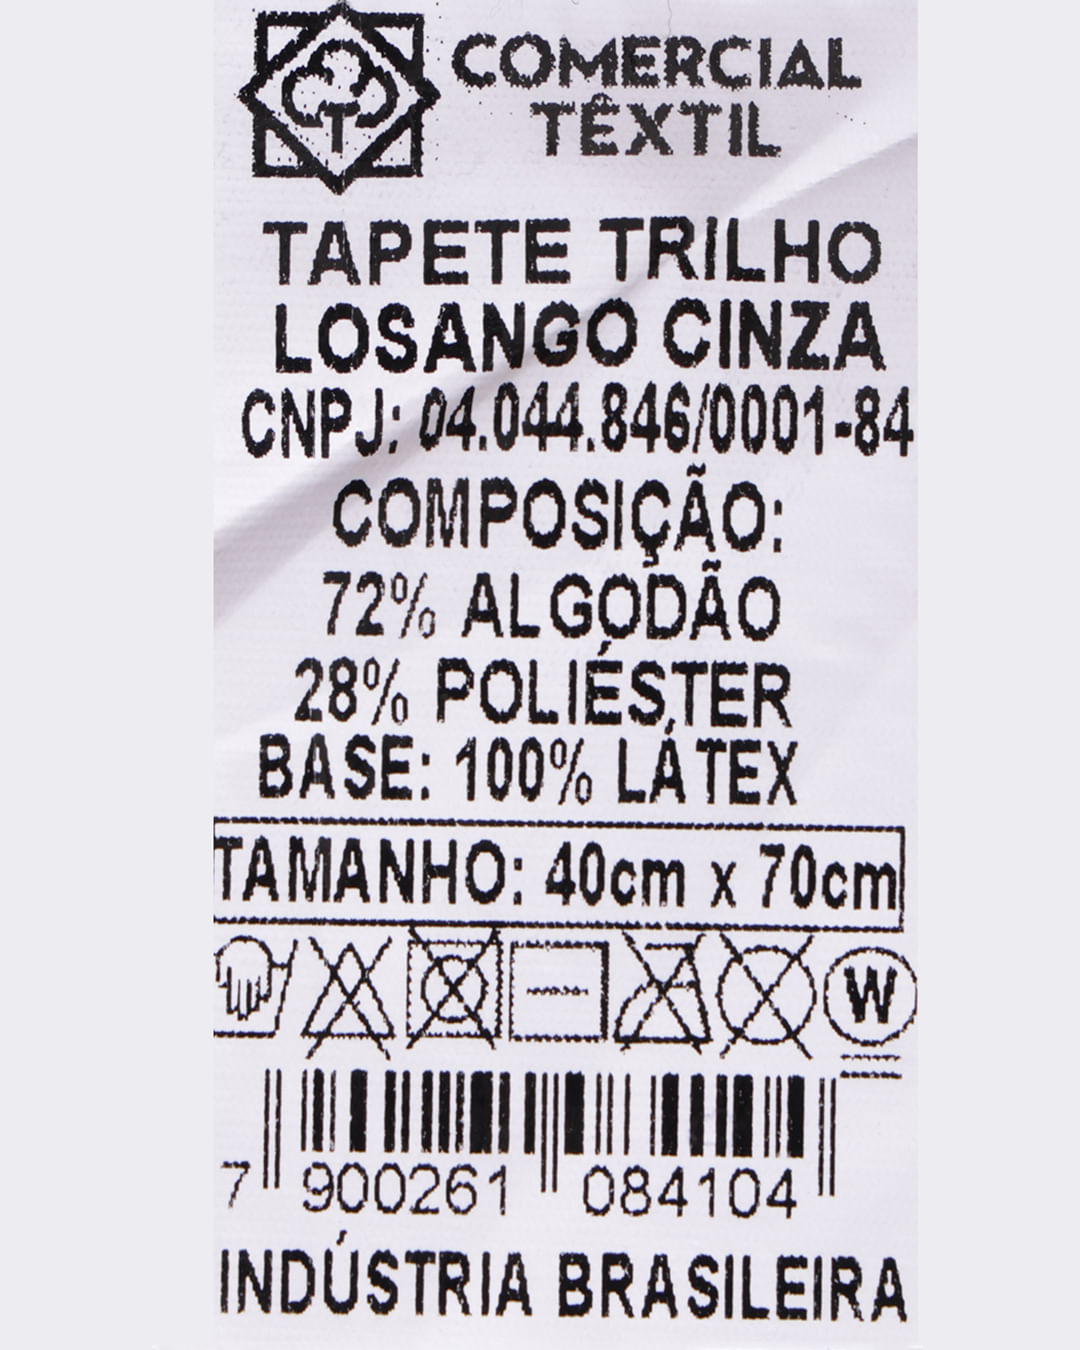 COMERCIAL
TÊXTIL
TAPETE TRILHO
LOSANGO CINZA
CNPJ: 04.044.846/0001-84
COMPOSIÇÃO:
72% ALGODÃO
28% POLIÉSTER
BASE: 100% LÁTEX
TAMANHO: 40cm x 70cm
W
7 900261 084104
INDÚSTRIA BRASILEIRA